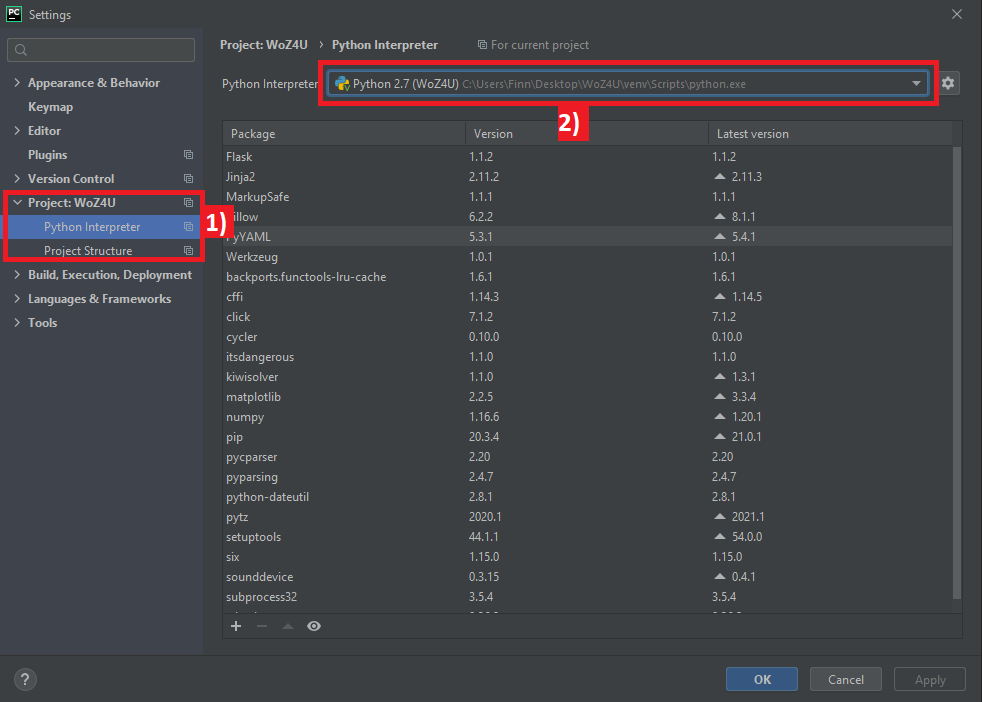 PC Settings
Project: WoZ4U › Python Interpreter For current project
Appearance & Behavior
Keymap
Editor
Plugins
Version Control
Project: WoZ4U
Python Interpreter
Project Structure
Build, Execution, Deployment
Languages & Frameworks
Tools
1)
Python Interpreter Python 2.7 (WoZ4U) C:\Users\Finn\Desktop\WoZ4U\venv\Scripts\python.exe
2)
Package Version Latest version
Flask 1.1.2 1.1.2
Jinja2 2.11.2 2.11.3
MarkupSafe 1.1.1 1.1.1
illow 6.2.2 8.1.1
PyYAML 5.3.1 5.4.1
Werkzeug 1.0.1 1.0.1
backports.functools-lru-cache 1.6.1 1.6.1
cffi 1.14.3 1.14.5
click 7.1.2 7.1.2
cycler 0.10.0 0.10.0
itsdangerous 1.1.0 1.1.0
kiwisolver 1.1.0 1.3.1
matplotlib 2.2.5 3.3.4
numpy 1.16.6 1.20.1
pip 20.3.4 21.0.1
pycparser 2.20 2.20
pyparsing 2.4.7 2.4.7
python-dateutil 2.8.1 2.8.1
pytz 2020.1 2021.1
setuptools 44.1.1 54.0.0
six 1.15.0 1.15.0
sounddevice 0.3.15 0.4.1
subprocess32 3.5.4 3.5.4
? OK Cancel Apply